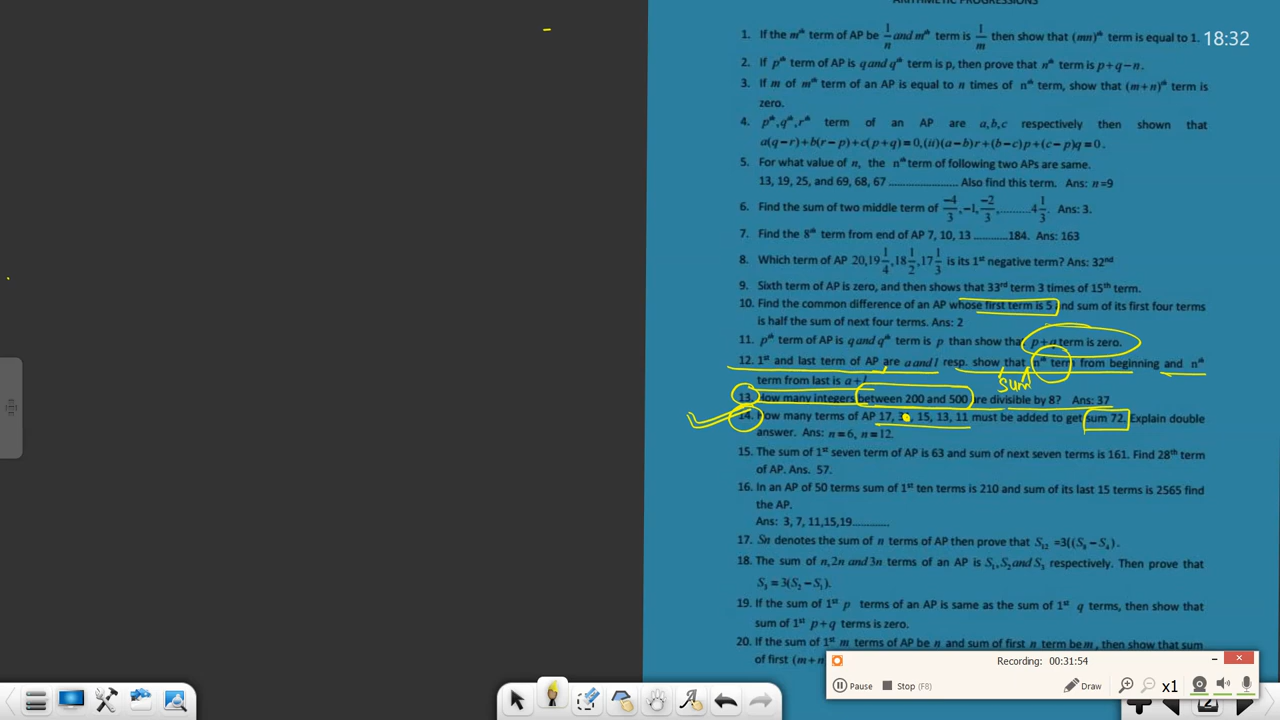 ARITHMETIC PROGRESSIONS
18:32
1. If the mᵗʰ term of AP be 1/n and mᵗʰ term is 1/m then show that (mn)ᵗʰ term is equal to 1.
2. If pᵗʰ term of AP is q and qᵗʰ term is p, then prove that nᵗʰ term is p+q−n.
3. If m of mᵗʰ term of an AP is equal to n times of nᵗʰ term, show that (m+n)ᵗʰ term is
zero.
4. pᵗʰ,qᵗʰ,rᵗʰ term of an AP are a,b,c respectively then shown that
a(q−r)+b(r−p)+c(p+q)=0,(ii)(a−b)r+(b−c)p+(c−p)q=0.
5. For what value of n, the nᵗʰterm of following two APs are same.
13, 19, 25, and 69, 68, 67 ........................ Also find this term. Ans: n=9
6. Find the sum of two middle term of −4/3,−1,−2/3,..........4 1/3. Ans: 3.
7. Find the 8ᵗʰ term from end of AP 7, 10, 13 ............184. Ans: 163
8. Which term of AP 20,19 1/4,18 1/2,17 1/3 is its 1ˢᵗ negative term? Ans: 32ⁿᵈ
9. Sixth term of AP is zero, and then shows that 33ʳᵈ term 3 times of 15ᵗʰ term.
10. Find the common difference of an AP whose first term is 5 and sum of its first four terms
is half the sum of next four terms. Ans: 2
11. pᵗʰ term of AP is q and qᵗʰ term is p than show that p+q term is zero.
12. 1ˢᵗ and last term of AP are a and l resp. show that nᵗʰ term from beginning and nᵗʰ
term from last is a+l
sum
13. How many integers between 200 and 500 are divisible by 8? Ans: 37
14. How many terms of AP 17, 15, 13, 11 must be added to get sum 72. Explain double
answer. Ans: n=6, n=12.
15. The sum of 1ˢᵗ seven term of AP is 63 and sum of next seven terms is 161. Find 28ᵗʰ term
of AP. Ans. 57.
16. In an AP of 50 terms sum of 1ˢᵗ ten terms is 210 and sum of its last 15 terms is 2565 find
the AP.
Ans: 3, 7, 11,15,19............
17. Sn denotes the sum of n terms of AP then prove that S₁₂ =3((S₈−S₄).
18. The sum of n,2n and 3n terms of an AP is S₁,S₂ and S₃ respectively. Then prove that
S₃=3(S₂−S₁).
19. If the sum of 1ˢᵗ p terms of an AP is same as the sum of 1ˢᵗ q terms, then show that
sum of 1ˢᵗ p+q terms is zero.
20. If the sum of 1ˢᵗ m terms of AP be n and sum of first n term be m, then show that sum
of first (m+n)
Recording: 00:31:54
Pause Stop (F8) Draw x1
2